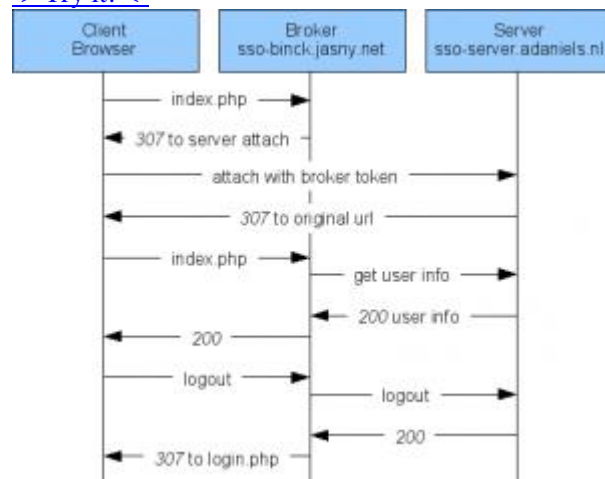 Client
Browser
Broker
sso-binck.jasny.net
Server
sso-server.adaniels.nl
index.php
307 to server attach
attach with broker token
307 to original url
index.php
get user info
200 user info
200
logout
logout
200
307 to login.php